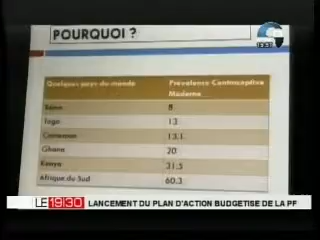 POURQUOI ?
Quelques pays du monde
Prévalence Contraceptive Moderne
Bénin 8
Togo 13
Cameroun 13.1
Ghana 20
Kenya 31.5
Afrique du Sud 60.3
LE 19|30 LANCEMENT DU PLAN D'ACTION BUDGETISE DE LA PF